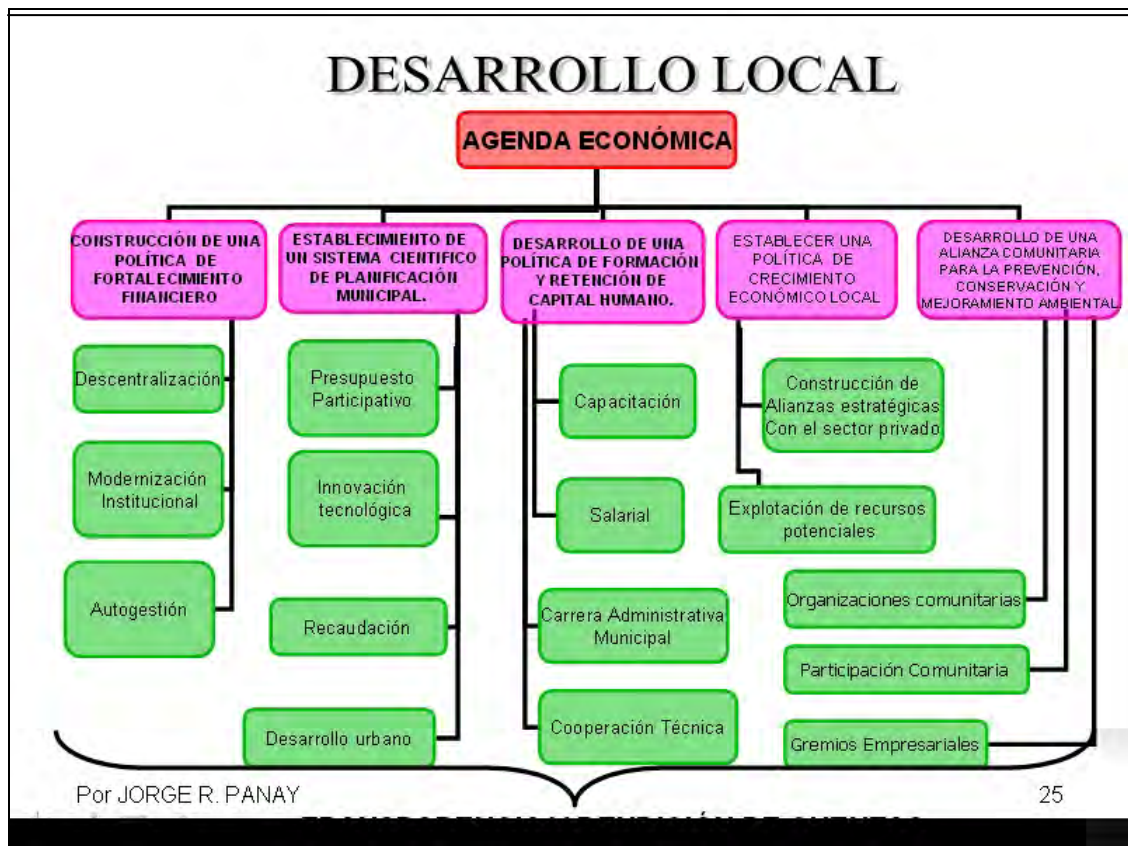 DESARROLLO LOCAL
AGENDA ECONÓMICA
CONSTRUCCIÓN DE UNA
POLÍTICA DE
FORTALECIMIENTO
FINANCIERO
ESTABLECIMIENTO DE
UN SISTEMA CIENTIFICO
DE PLANIFICACIÓN
MUNICIPAL.
DESARROLLO DE UNA
POLÍTICA DE FORMACIÓN
Y RETENCIÓN DE
CAPITAL HUMANO.
ESTABLECER UNA
POLÍTICA DE
CRECIMIENTO
ECONÓMICO LOCAL
DESARROLLO DE UNA
ALIANZA COMUNITARIA
PARA LA PREVENCIÓN,
CONSERVACIÓN Y
MEJORAMIENTO AMBIENTAL
Descentralización
Modernización
Institucional
Autogestión
Presupuesto
Participativo
Innovación
tecnológica
Recaudación
Desarrollo urbano
Capacitación
Salarial
Carrera Administrativa
Municipal
Cooperación Técnica
Construcción de
Alianzas estratégicas
Con el sector privado
Explotación de recursos
potenciales
Organizaciones comunitarias
Participación Comunitaria
Gremios Empresariales
Por JORGE R. PANAY
25